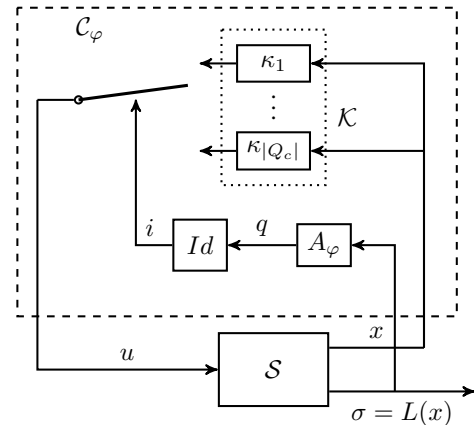 𝒞_φ
κ_1
⋮
𝒦
κ_{|Q_c|}
i
Id
q
A_φ
x
u
𝒮
σ = L(x)